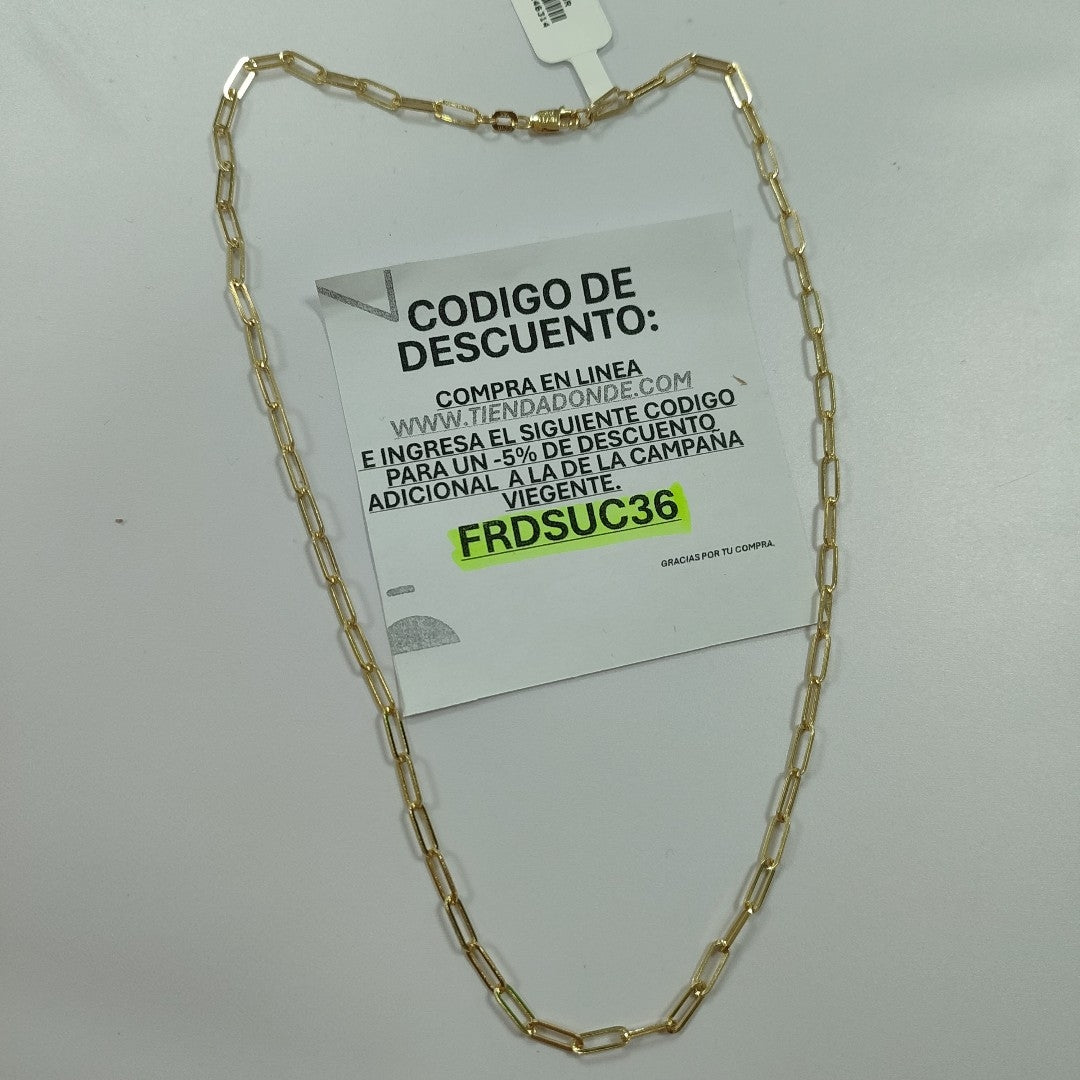 CODIGO DE
DESCUENTO:
COMPRA EN LINEA
WWW.TIENDADONDE.COM
E INGRESA EL SIGUIENTE CODIGO
PARA UN -5% DE DESCUENTO
ADICIONAL A LA DE LA CAMPAÑA
VIEGENTE.
FRDSUC36
GRACIAS POR TU COMPRA.